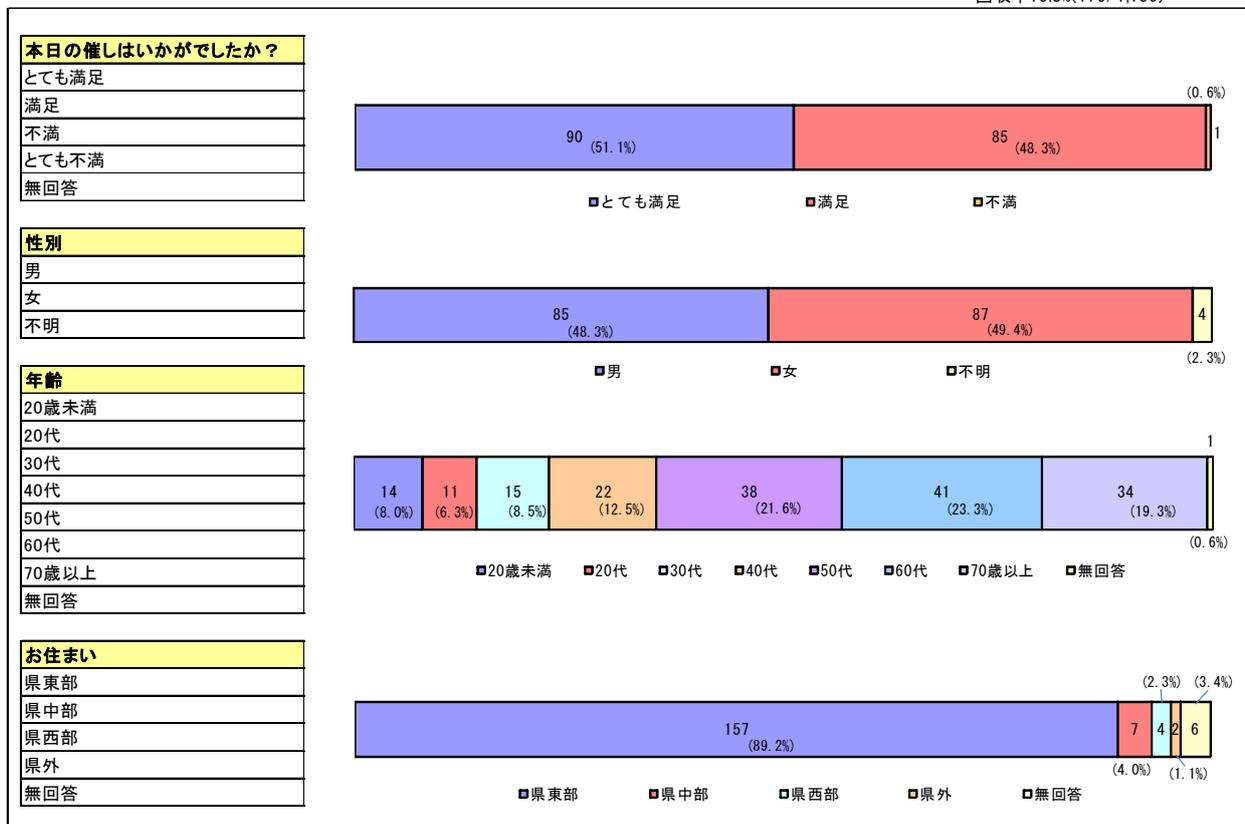 本日の催しはいかがでしたか？
とても満足
満足
不満
とても不満
無回答
(0.6%)
90 (51.1%) 85 (48.3%) 1
とても満足 満足 不満
性別
男
女
不明
85 (48.3%) 87 (49.4%) 4
(2.3%)
男 女 不明
年齢
20歳未満
20代
30代
40代
50代
60代
70歳以上
無回答
1
14 (8.0%) 11 (6.3%) 15 (8.5%) 22 (12.5%) 38 (21.6%) 41 (23.3%) 34 (19.3%)
(0.6%)
20歳未満 20代 30代 40代 50代 60代 70歳以上 無回答
お住まい
県東部
県中部
県西部
県外
無回答
(2.3%) (3.4%)
157 (89.2%) 7 4 2 6
(4.0%) (1.1%)
県東部 県中部 県西部 県外 無回答